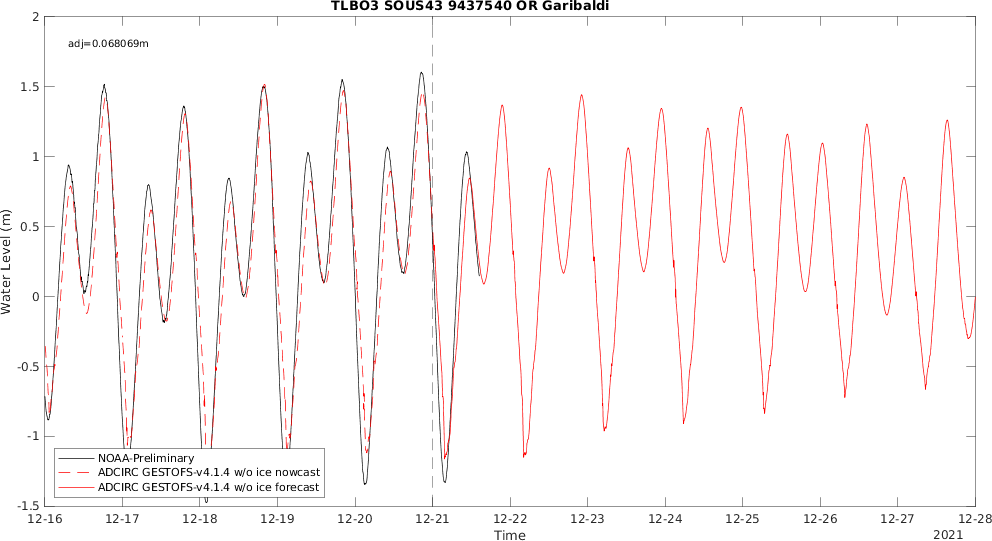 TLBO3 SOUS43 9437540 OR Garibaldi
adj=0.068069m
Water Level (m)
2
1.5
1
0.5
0
-0.5
-1
-1.5
NOAA-Preliminary
ADCIRC GESTOFS-v4.1.4 w/o ice nowcast
ADCIRC GESTOFS-v4.1.4 w/o ice forecast
12-16 12-17 12-18 12-19 12-20 12-21 12-22 12-23 12-24 12-25 12-26 12-27 12-28
Time
2021